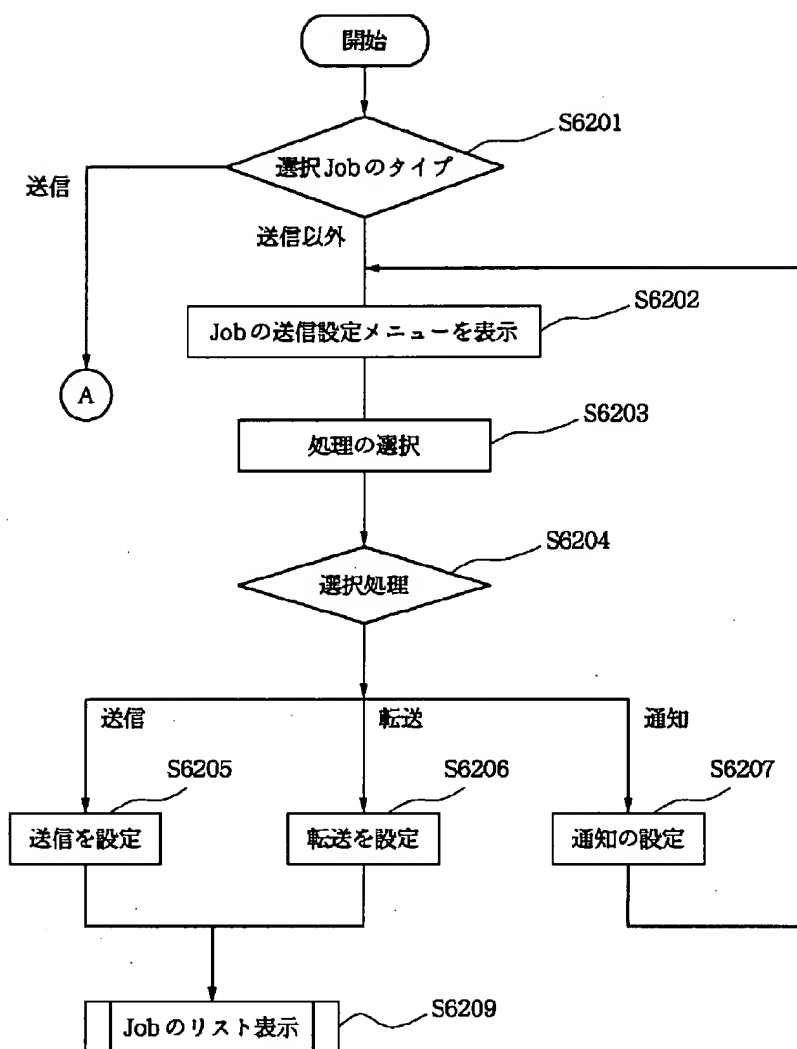 開始
S6201
選択Jobのタイプ
送信
送信以外
S6202
Jobの送信設定メニューを表示
A
S6203
処理の選択
S6204
選択処理
送信
転送
通知
S6205
S6206
S6207
送信を設定
転送を設定
通知の設定
S6209
Jobのリスト表示